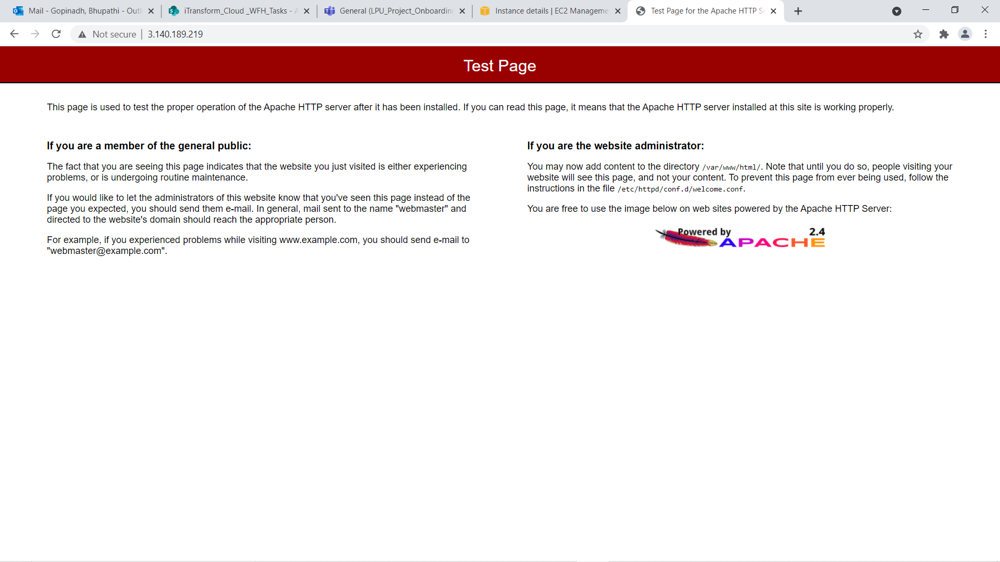 Mail - Gopinadh, Bhupathi - Outl
iTransform_Cloud _WFH_Tasks - A
General (LPU_Project_Onboarding
Instance details | EC2 Manageme
Test Page for the Apache HTTP S
Not secure | 3.140.189.219
Test Page
This page is used to test the proper operation of the Apache HTTP server after it has been installed. If you can read this page, it means that the Apache HTTP server installed at this site is working properly.
If you are a member of the general public:
The fact that you are seeing this page indicates that the website you just visited is either experiencing
problems, or is undergoing routine maintenance.
If you would like to let the administrators of this website know that you've seen this page instead of the
page you expected, you should send them e-mail. In general, mail sent to the name "webmaster" and
directed to the website's domain should reach the appropriate person.
For example, if you experienced problems while visiting www.example.com, you should send e-mail to
"webmaster@example.com".
If you are the website administrator:
You may now add content to the directory /var/www/html/. Note that until you do so, people visiting your
website will see this page, and not your content. To prevent this page from ever being used, follow the
instructions in the file /etc/httpd/conf.d/welcome.conf.
You are free to use the image below on web sites powered by the Apache HTTP Server:
Powered by 2.4
APACHE